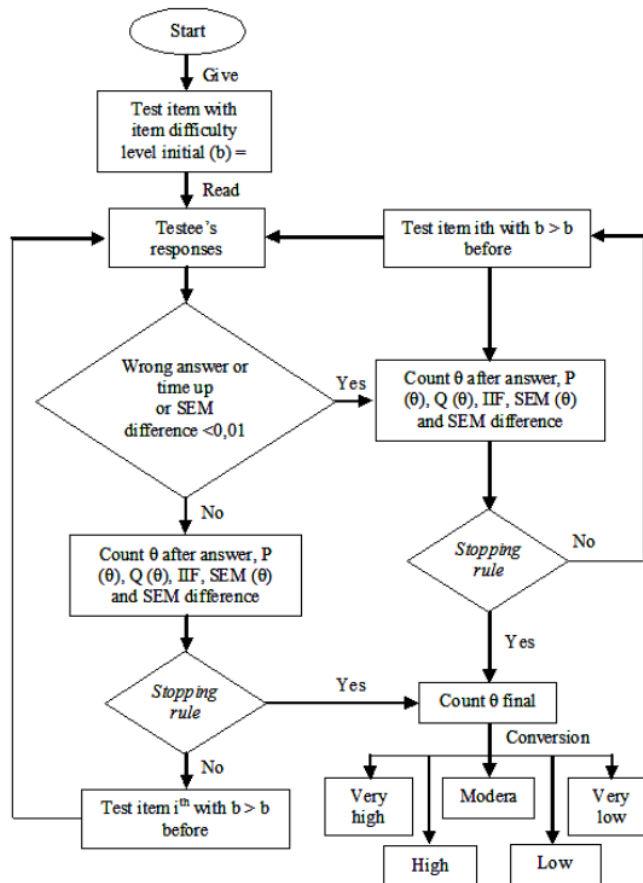 Start
Give
Test item with
item difficulty
level initial (b) =
Read
Testee's
responses
Test item ith with b > b
before
Wrong answer or
time up
or SEM
difference <0,01
Yes
Count θ after answer, P
(θ), Q (θ), IIF, SEM (θ)
and SEM difference
No
Count θ after answer, P
(θ), Q (θ), IIF, SEM (θ)
and SEM difference
Stopping
rule
No
Yes
Stopping
rule
Yes
Count θ final
No
Conversion
Test item iᵗʰ with b > b
before
Very
high
Modera
Very
low
High
Low